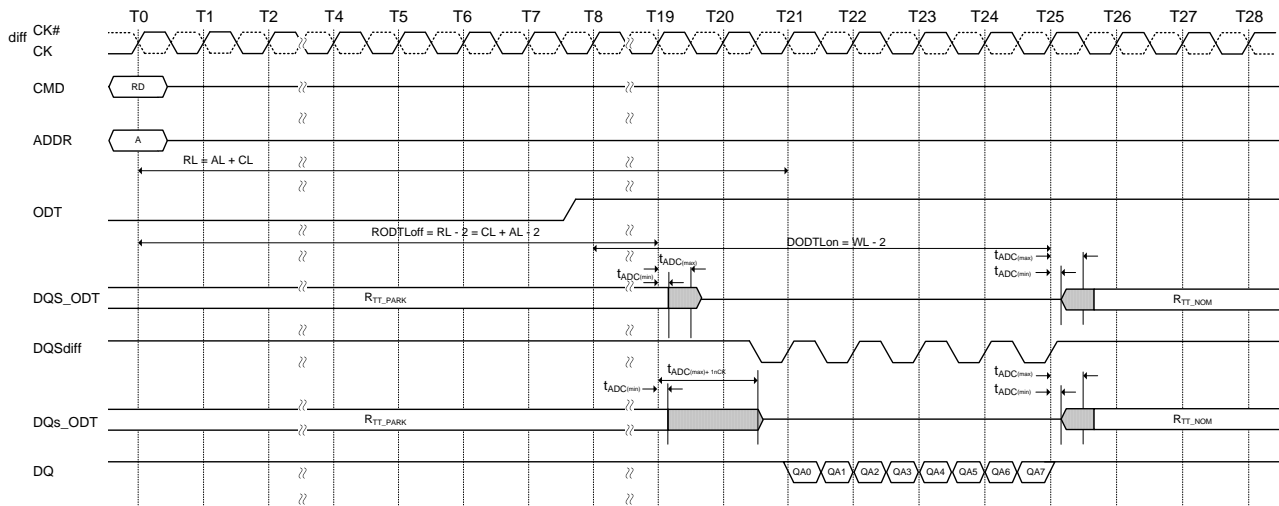 T0 T1 T2 T4 T5 T6 T7 T8 T19 T20 T21 T22 T23 T24 T25 T26 T27 T28
diff CK#
CK
CMD RD
ADDR A
RL = AL + CL
ODT
RODTLoff = RL - 2 = CL + AL - 2
DODTLon = WL - 2
tADC(max) tADC(max)
tADC(min) tADC(min)
DQS_ODT RTT_PARK RTT_NOM
DQSdiff
tADC(max)+ 1nCK tADC(max)
tADC(min) tADC(min)
DQs_ODT RTT_PARK RTT_NOM
DQ QA0 QA1 QA2 QA3 QA4 QA5 QA6 QA7